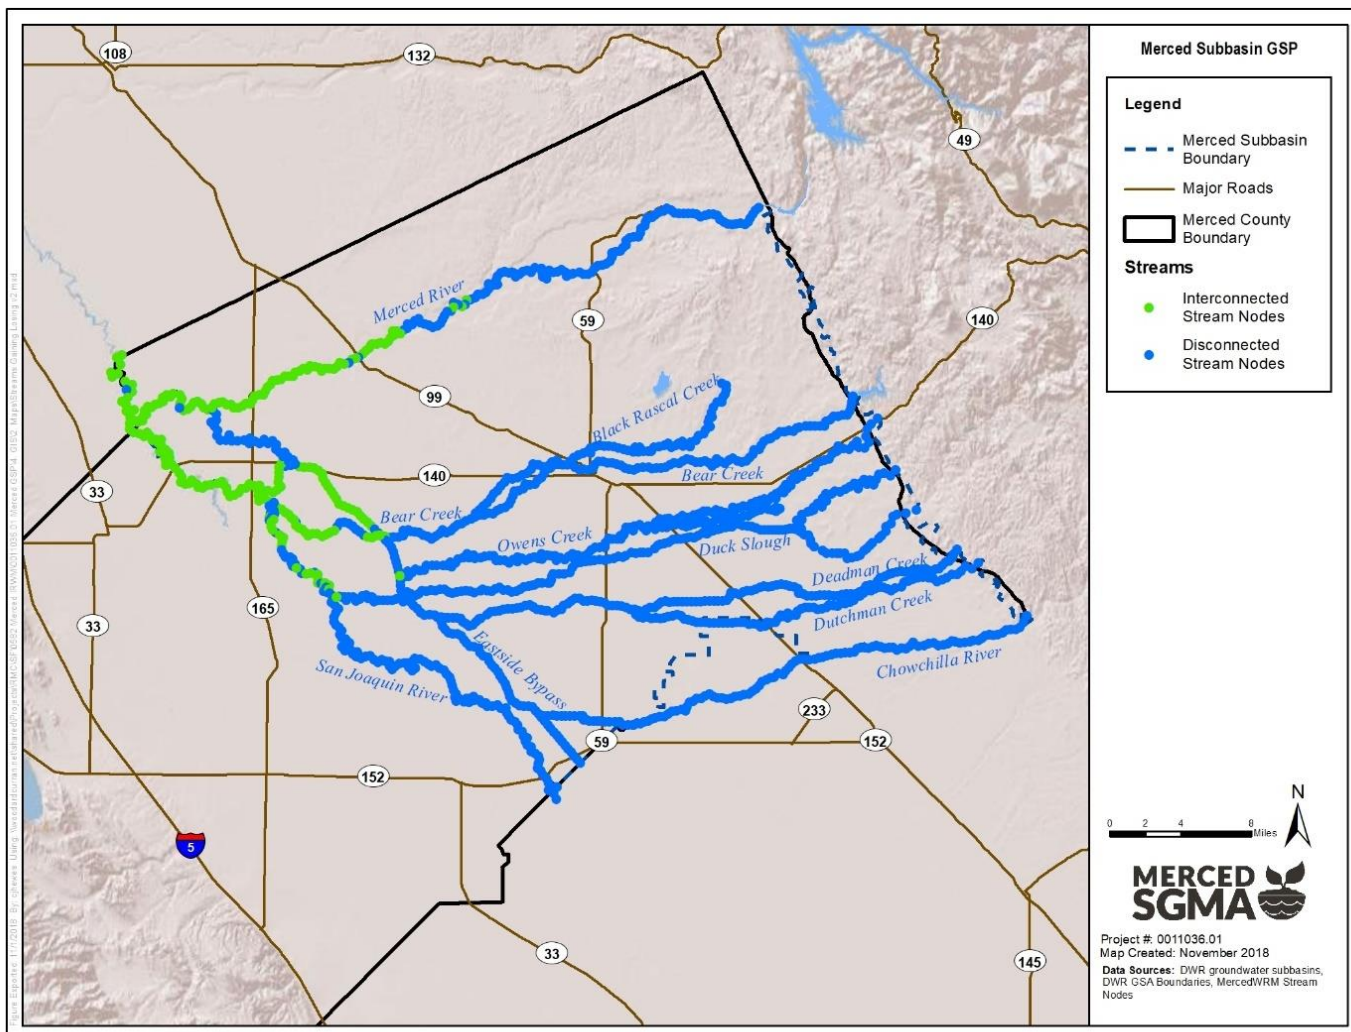 Merced Subbasin GSP
Legend
Merced Subbasin
Boundary
Major Roads
Merced County
Boundary
Streams
Interconnected
Stream Nodes
Disconnected
Stream Nodes
108
132
49
Merced River
59
140
99
Black Rascal Creek
33
140
Bear Creek
Bear Creek
Owens Creek
Duck Slough
Deadman Creek
Dutchman Creek
165
33
Eastside Bypass
Chowchilla River
San Joaquin River
233
59
152
152
5
33
145
N
0 2 4 8
Miles
MERCED
SGMA
Project #: 0011036.01
Map Created: November 2018
Data Sources: DWR groundwater subbasins,
DWR GSA Boundaries, MercedWRM Stream
Nodes